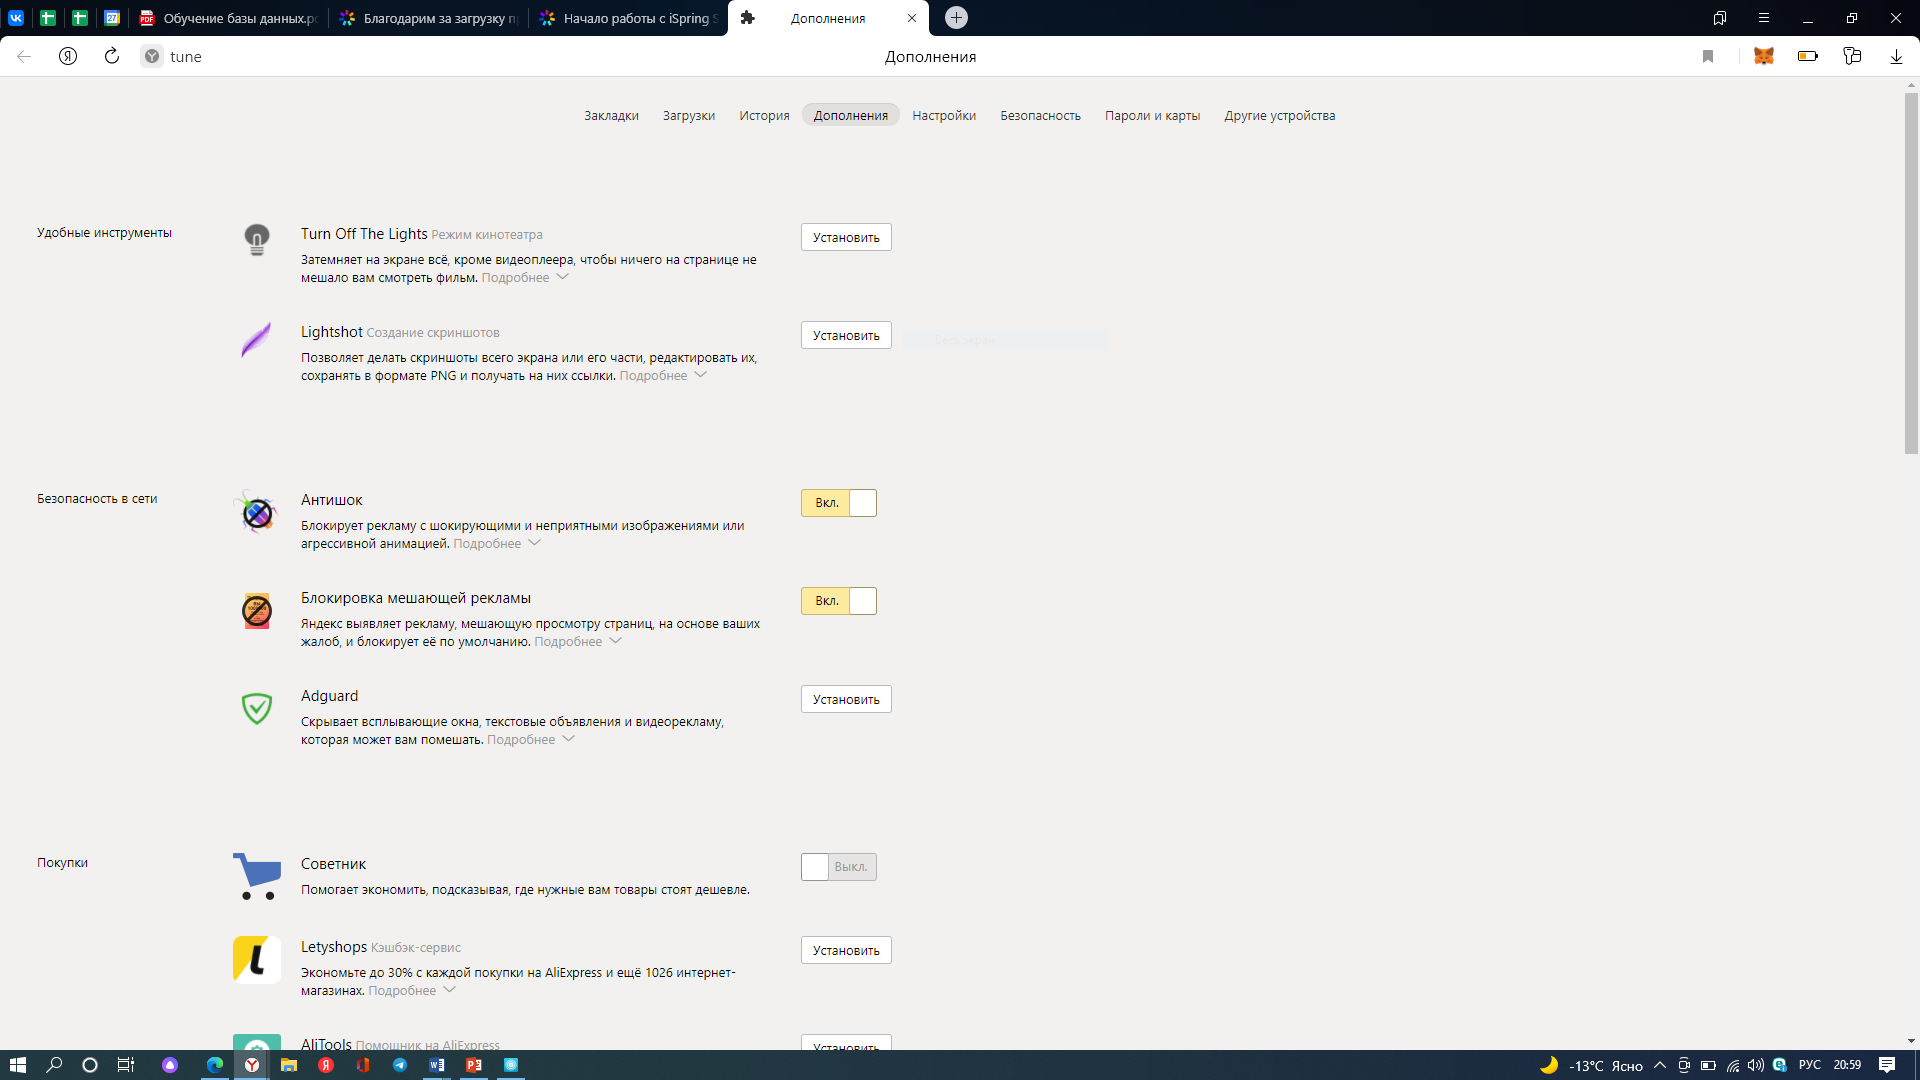 27
Обучение базы данных.pd
Благодарим за загрузку п
Начало работы с iSpring S
Дополнения
tune
Дополнения
Закладки
Загрузки
История
Дополнения
Настройки
Безопасность
Пароли и карты
Другие устройства
Удобные инструменты
Turn Off The Lights Режим кинотеатра
Установить
Затемняет на экране всё, кроме видеоплеера, чтобы ничего на странице не
мешало вам смотреть фильм. Подробнее
Lightshot Создание скриншотов
Установить
Позволяет делать скриншоты всего экрана или его части, редактировать их,
сохранять в формате PNG и получать на них ссылки. Подробнее
Безопасность в сети
Антишок
Вкл.
Блокирует рекламу с шокирующими и неприятными изображениями или
агрессивной анимацией. Подробнее
Блокировка мешающей рекламы
Вкл.
Яндекс выявляет рекламу, мешающую просмотру страниц, на основе ваших
жалоб, и блокирует её по умолчанию. Подробнее
Adguard
Установить
Скрывает всплывающие окна, текстовые объявления и видеорекламу,
которая может вам помешать. Подробнее
Покупки
Советник
Выкл.
Помогает экономить, подсказывая, где нужные вам товары стоят дешевле.
Letyshops Кэшбэк-сервис
Установить
Экономьте до 30% с каждой покупки на AliExpress и ещё 1026 интернет-
магазинах. Подробнее
AliTools Помощник на AliExpress
Установить
-13°C Ясно
РУС
20:59